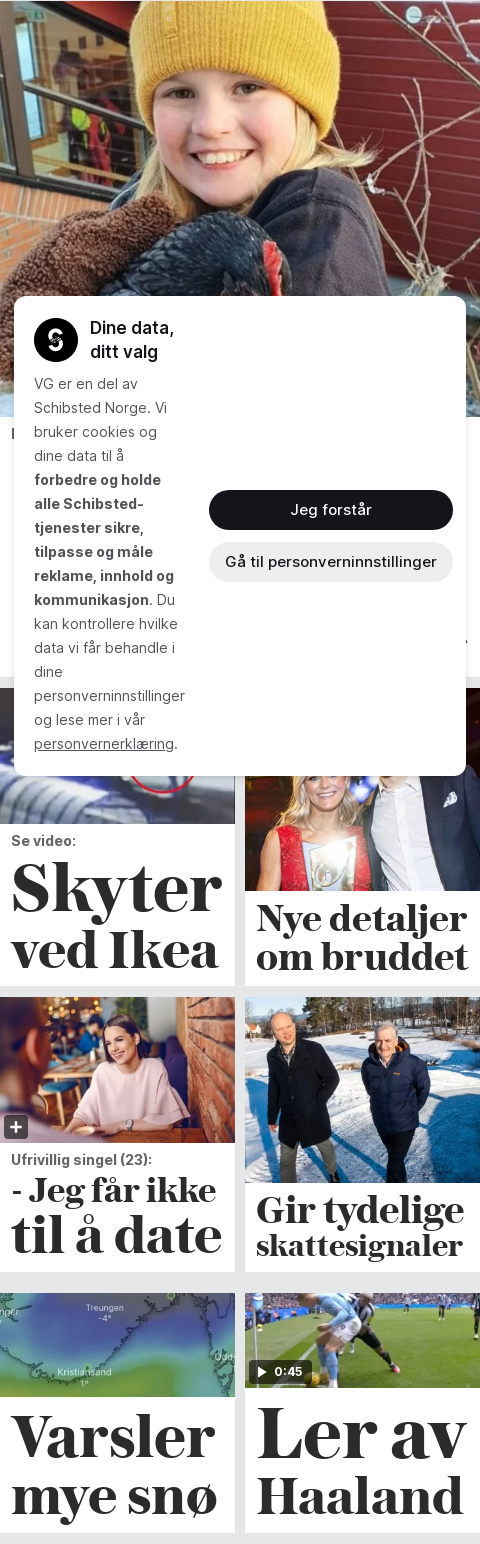 Dine data,
ditt valg
VG er en del av
Schibsted Norge. Vi
bruker cookies og
dine data til å
forbedre og holde
alle Schibsted-
tjenester sikre,
tilpasse og måle
reklame, innhold og
kommunikasjon. Du
kan kontrollere hvilke
data vi får behandle i
dine
personverninnstillinger
og lese mer i vår
personvernerklæring.
Jeg forstår
Gå til personverninnstillinger
Se video:
Skyter
ved Ikea
Nye detaljer
om bruddet
Ufrivillig singel (23):
- Jeg får ikke
til å date
Gir tydelige
skattesignaler
Treungen
-4°
Kristiansand
1°
Varsler
mye snø
0:45
Ler av
Haaland